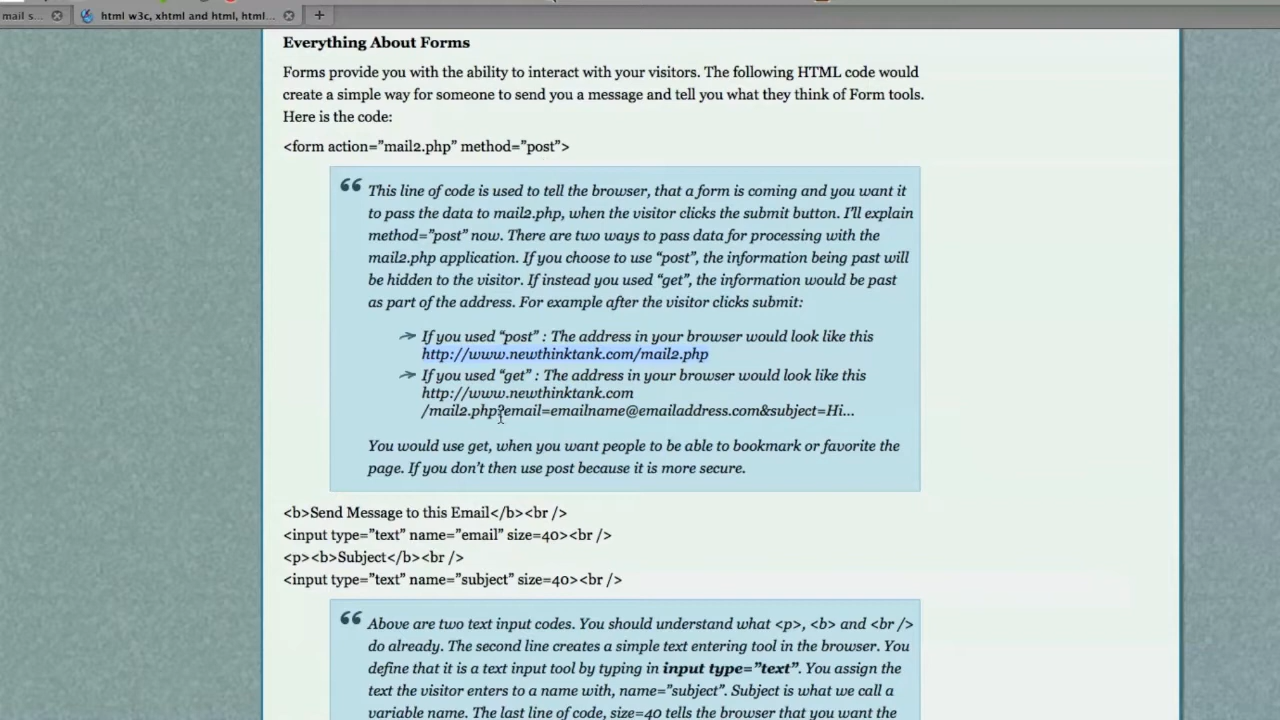 mail s...
html w3c, xhtml and html, html...
Everything About Forms
Forms provide you with the ability to interact with your visitors. The following HTML code would
create a simple way for someone to send you a message and tell you what they think of Form tools.
Here is the code:
<form action=”mail2.php” method=”post”>
“ This line of code is used to tell the browser, that a form is coming and you want it
to pass the data to mail2.php, when the visitor clicks the submit button. I’ll explain
method=”post” now. There are two ways to pass data for processing with the
mail2.php application. If you choose to use “post”, the information being past will
be hidden to the visitor. If instead you used “get”, the information would be past
as part of the address. For example after the visitor clicks submit:
If you used “post” : The address in your browser would look like this
http://www.newthinktank.com/mail2.php
If you used “get” : The address in your browser would look like this
http://www.newthinktank.com
/mail2.php?email=emailname@emailaddress.com&subject=Hi...
You would use get, when you want people to be able to bookmark or favorite the
page. If you don’t then use post because it is more secure.
<b>Send Message to this Email</b><br />
<input type=”text” name=”email” size=40><br />
<p><b>Subject</b><br />
<input type=”text” name=”subject” size=40><br />
“ Above are two text input codes. You should understand what <p>, <b> and <br />
do already. The second line creates a simple text entering tool in the browser. You
define that it is a text input tool by typing in input type=”text”. You assign the
text the visitor enters to a name with, name=”subject”. Subject is what we call a
variable name. The last line of code, size=40 tells the browser that you want the